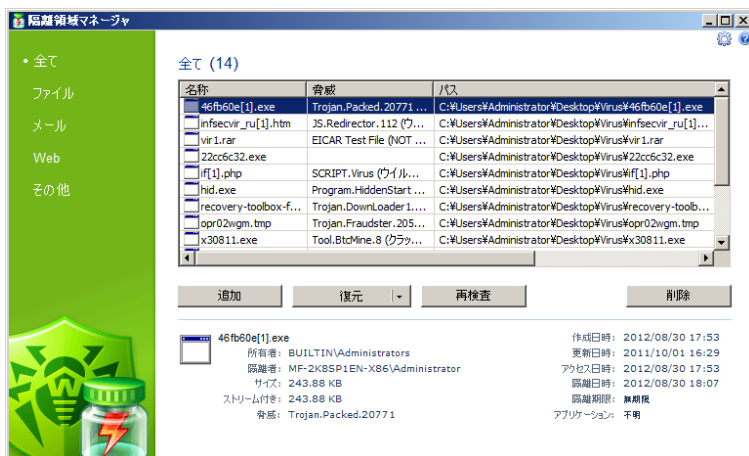 隔離領域マネージャ
全て
ファイル
メール
Web
その他
全て (14)
名称 脅威 パス
46fb60e[1].exe Trojan.Packed.20771 ... C:¥Users¥Administrator¥Desktop¥Virus¥46fb60e[1].exe
infsecvir_ru[1].htm JS.Redirector.112 (ウ... C:¥Users¥Administrator¥Desktop¥Virus¥infsecvir_ru[1]....
vir1.rar EICAR Test File (NOT ... C:¥Users¥Administrator¥Desktop¥Virus¥vir1.rar
22cc6c32.exe C:¥Users¥Administrator¥Desktop¥Virus¥22cc6c32.exe
if[1].php SCRIPT.Virus (ウイル... C:¥Users¥Administrator¥Desktop¥Virus¥if[1].php
hid.exe Program.HiddenStart ... C:¥Users¥Administrator¥Desktop¥Virus¥hid.exe
recovery-toolbox-f... Trojan.DownLoader1.... C:¥Users¥Administrator¥Desktop¥Virus¥recovery-toolb...
opr02wgm.tmp Trojan.Fraudster.205... C:¥Users¥Administrator¥Desktop¥Virus¥opr02wgm.tmp
x30811.exe Tool.BtcMine.8 (クラッ... C:¥Users¥Administrator¥Desktop¥Virus¥x30811.exe
追加 復元 再検査 削除
46fb60e[1].exe
所有者: BUILTIN\Administrators
隔離者: MF-2K8SP1EN-X86\Administrator
サイズ: 243.88 KB
ストリーム付き: 243.88 KB
脅威: Trojan.Packed.20771
作成日時: 2012/08/30 17:53
更新日時: 2011/10/01 16:29
アクセス日時: 2012/08/30 17:53
隔離日時: 2012/08/30 18:07
隔離期限: 無期限
アプリケーション: 不明